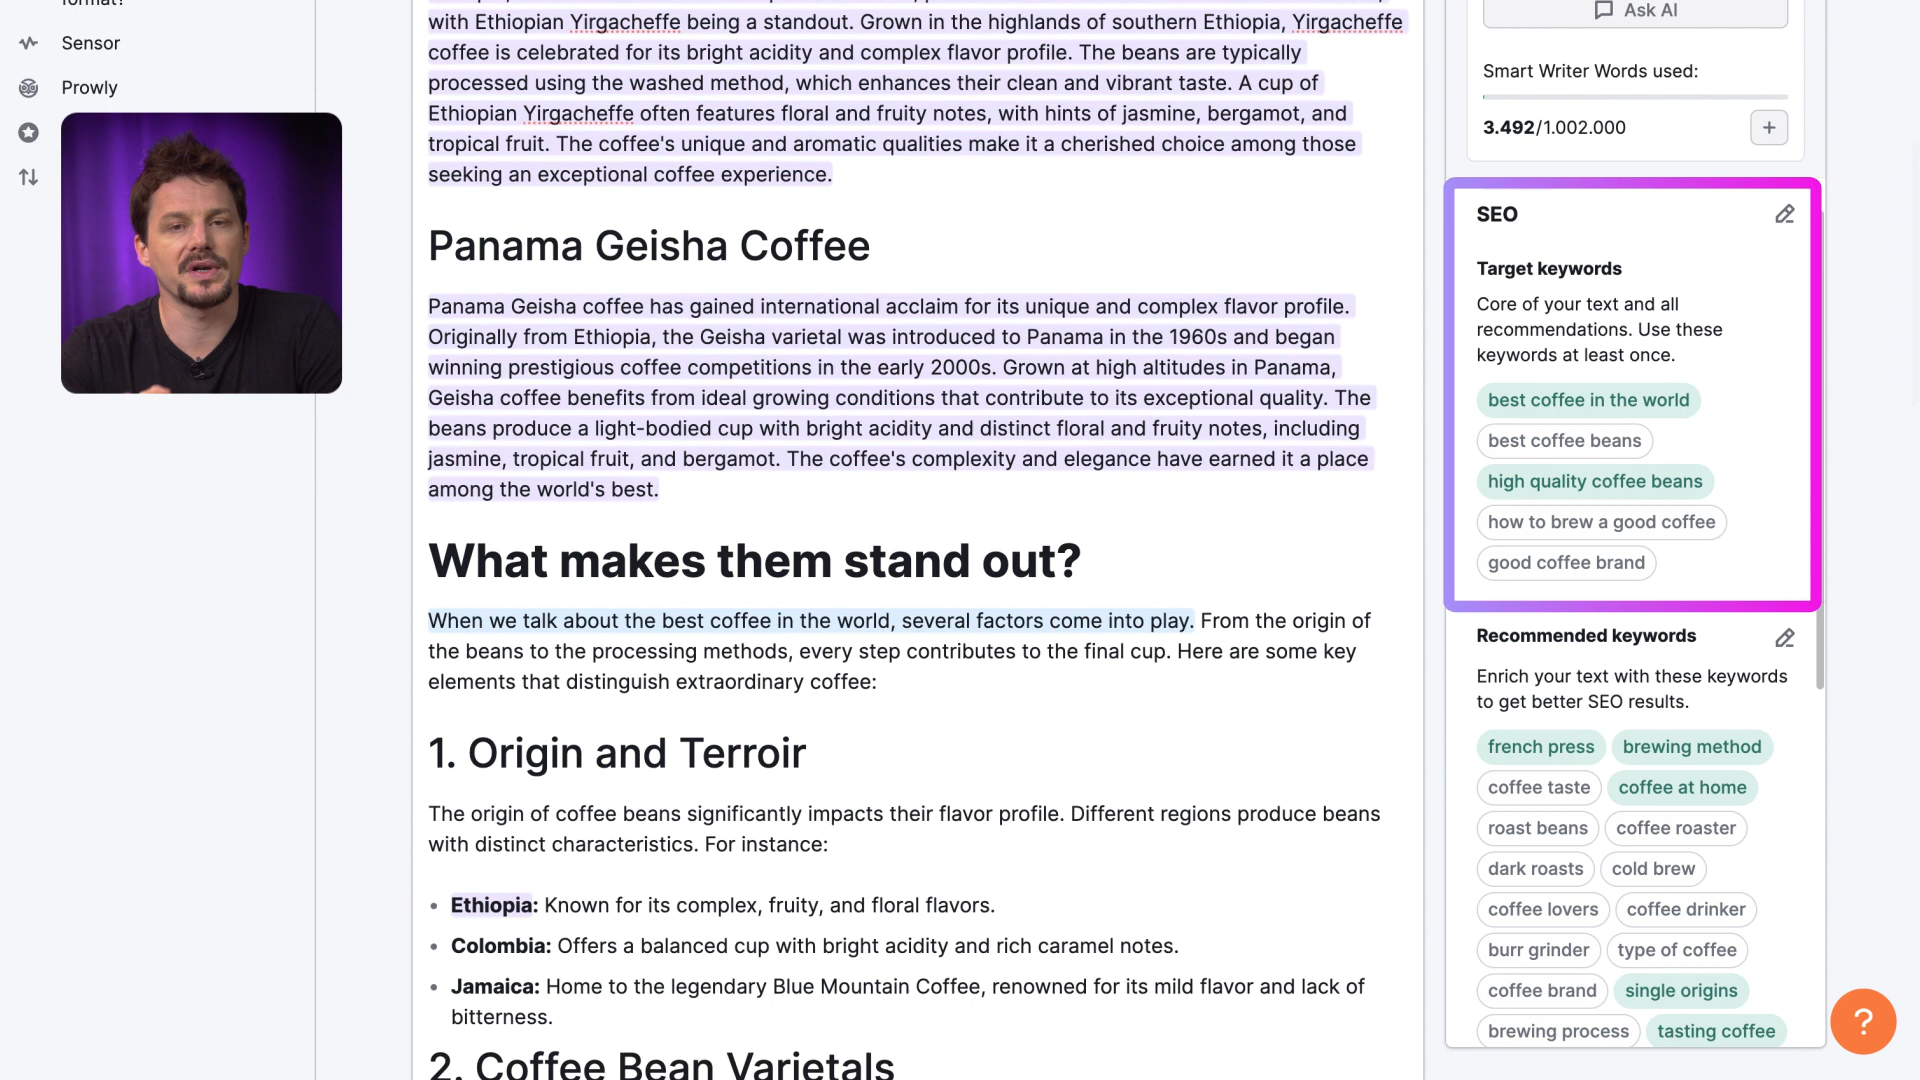 Sensor
Prowly
with Ethiopian Yirgacheffe being a standout. Grown in the highlands of southern Ethiopia, Yirgacheffe
coffee is celebrated for its bright acidity and complex flavor profile. The beans are typically
processed using the washed method, which enhances their clean and vibrant taste. A cup of
Ethiopian Yirgacheffe often features floral and fruity notes, with hints of jasmine, bergamot, and
tropical fruit. The coffee's unique and aromatic qualities make it a cherished choice among those
seeking an exceptional coffee experience.
Panama Geisha Coffee
Panama Geisha coffee has gained international acclaim for its unique and complex flavor profile.
Originally from Ethiopia, the Geisha varietal was introduced to Panama in the 1960s and began
winning prestigious coffee competitions in the early 2000s. Grown at high altitudes in Panama,
Geisha coffee benefits from ideal growing conditions that contribute to its exceptional quality. The
beans produce a light-bodied cup with bright acidity and distinct floral and fruity notes, including
jasmine, tropical fruit, and bergamot. The coffee's complexity and elegance have earned it a place
among the world's best.
What makes them stand out?
When we talk about the best coffee in the world, several factors come into play. From the origin of
the beans to the processing methods, every step contributes to the final cup. Here are some key
elements that distinguish extraordinary coffee:
1. Origin and Terroir
The origin of coffee beans significantly impacts their flavor profile. Different regions produce beans
with distinct characteristics. For instance:
• Ethiopia: Known for its complex, fruity, and floral flavors.
• Colombia: Offers a balanced cup with bright acidity and rich caramel notes.
• Jamaica: Home to the legendary Blue Mountain Coffee, renowned for its mild flavor and lack of
bitterness.
2. Coffee Bean Varietals
Ask AI
Smart Writer Words used:
3.492/1.002.000
+
SEO
Target keywords
Core of your text and all
recommendations. Use these
keywords at least once.
best coffee in the world
best coffee beans
high quality coffee beans
how to brew a good coffee
good coffee brand
Recommended keywords
Enrich your text with these keywords
to get better SEO results.
french press brewing method
coffee taste coffee at home
roast beans coffee roaster
dark roasts cold brew
coffee lovers coffee drinker
burr grinder type of coffee
coffee brand single origins
brewing process tasting coffee
?